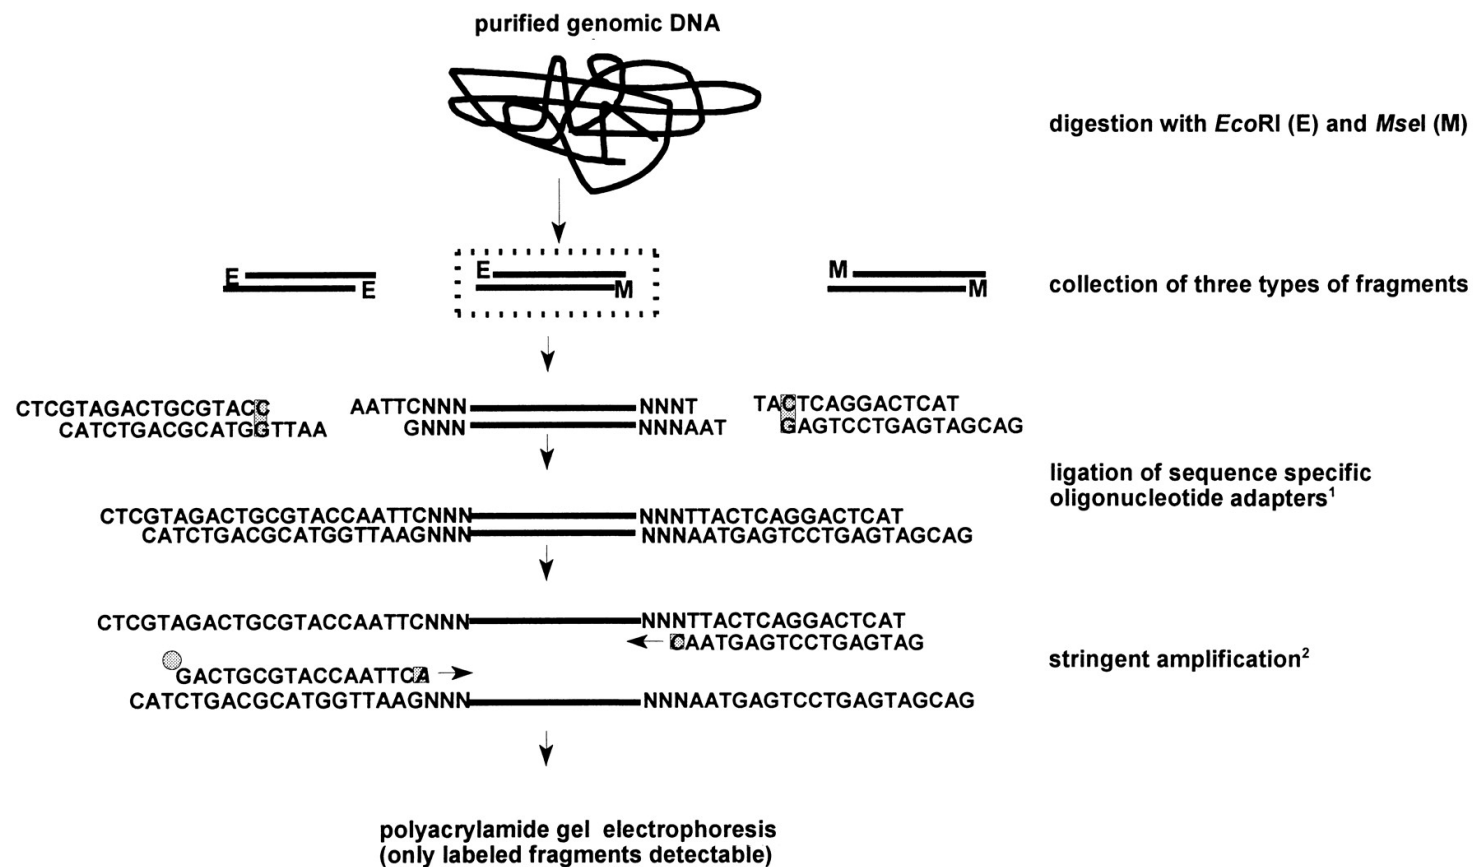 purified genomic DNA
digestion with EcoRI (E) and MseI (M)
E
E
E
M
M
M
collection of three types of fragments
CTCGTAGACTGCGTACC
CATCTGACGCATGGTTAA
AATTCNNN
NNNT
GNNN
NNNAAT
TACTCAGGACTCAT
GAGTCCTGAGTAGCAG
ligation of sequence specific
oligonucleotide adapters¹
CTCGTAGACTGCGTACCAATTCNNN
NNNTTACTCAGGACTCAT
CATCTGACGCATGGTTAAGNNN
NNNAATGAGTCCTGAGTAGCAG
CTCGTAGACTGCGTACCAATTCNNN
NNNTTACTCAGGACTCAT
CAATGAGTCCTGAGTAG
GACTGCGTACCAATTCA
CATCTGACGCATGGTTAAGNNN
NNNAATGAGTCCTGAGTAGCAG
stringent amplification²
polyacrylamide gel electrophoresis
(only labeled fragments detectable)